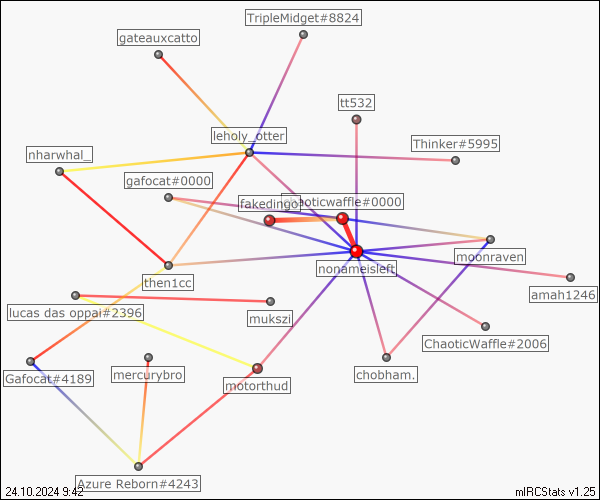 TripleMidget#8824
gateauxcatto
tt532
leholy_otter
Thinker#5995
nharwhal_
gafocat#0000
fakedingo
chaoticwaffle#0000
moonraven
nonameisleft
then1cc
amah1246
lucas das oppai#2396
mukszi
ChaoticWaffle#2006
chobham.
Gafocat#4189
mercurybro
motorthud
Azure Reborn#4243
24.10.2024 9:42
mIRCStats v1.25